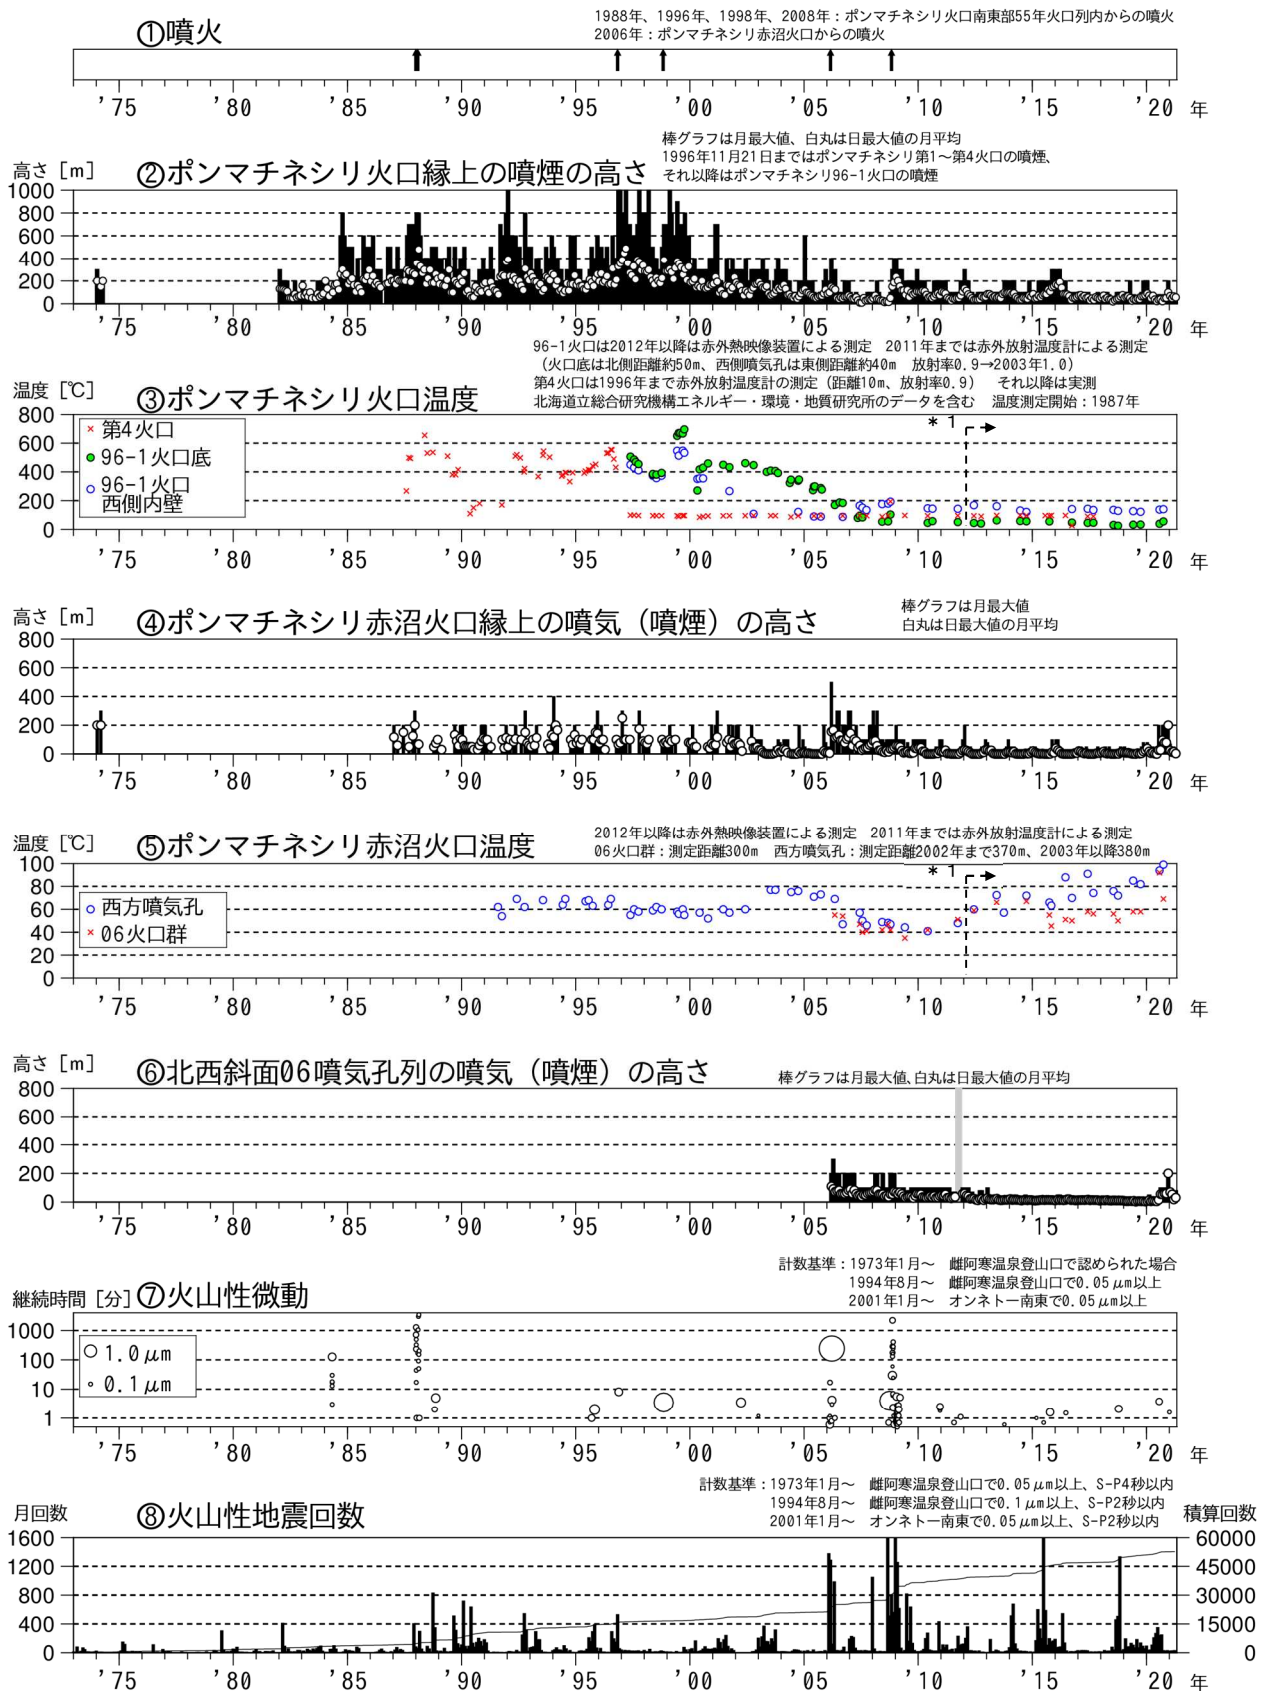 ①噴火
1988年、1996年、1998年、2008年：ポンマチネシリ火口南東部55年火口列内からの噴火
2006年：ポンマチネシリ赤沼火口からの噴火
'75 '80 '85 '90 '95 '00 '05 '10 '15 '20 年
高さ［m］
②ポンマチネシリ火口縁上の噴煙の高さ
棒グラフは月最大値、白丸は日最大値の月平均
1996年11月21日まではポンマチネシリ第1～第4火口の噴煙、
それ以降はポンマチネシリ96-1火口の噴煙
1000
800
600
400
200
0
'75 '80 '85 '90 '95 '00 '05 '10 '15 '20 年
96-1火口は2012年以降は赤外熱映像装置による測定　2011年までは赤外放射温度計による測定
（火口底は北側距離約50m、西側噴気孔は東側距離約40m　放射率0.9→2003年1.0）
第4火口は1996年まで赤外放射温度計の測定（距離10m、放射率0.9）　それ以降は実測
北海道立総合研究機構エネルギー・環境・地質研究所のデータを含む　温度測定開始：1987年
温度［℃］
③ポンマチネシリ火口温度
800
600
400
200
0
第4火口
96-1火口底
96-1火口
西側内壁
＊1
'75 '80 '85 '90 '95 '00 '05 '10 '15 '20 年
高さ［m］
④ポンマチネシリ赤沼火口縁上の噴気（噴煙）の高さ
棒グラフは月最大値
白丸は日最大値の月平均
800
600
400
200
0
'75 '80 '85 '90 '95 '00 '05 '10 '15 '20 年
温度［℃］
⑤ポンマチネシリ赤沼火口温度
2012年以降は赤外熱映像装置による測定　2011年までは赤外放射温度計による測定
06火口群：測定距離300m　西方噴気孔：測定距離2002年まで370m、2003年以降380m
100
80
60
40
20
0
西方噴気孔
06火口群
＊1
'75 '80 '85 '90 '95 '00 '05 '10 '15 '20 年
高さ［m］
⑥北西斜面06噴気孔列の噴気（噴煙）の高さ
棒グラフは月最大値、白丸は日最大値の月平均
800
600
400
200
0
'75 '80 '85 '90 '95 '00 '05 '10 '15 '20 年
計数基準：1973年1月～　雌阿寒温泉登山口で認められた場合
1994年8月～　雌阿寒温泉登山口で0.05μm以上
2001年1月～　オンネトー南東で0.05μm以上
継続時間［分］
⑦火山性微動
1000
100
10
1
1.0μm
0.1μm
'75 '80 '85 '90 '95 '00 '05 '10 '15 '20 年
計数基準：1973年1月～　雌阿寒温泉登山口で0.05μm以上、S-P4秒以内
1994年8月～　雌阿寒温泉登山口で0.1μm以上、S-P2秒以内
2001年1月～　オンネトー南東で0.05μm以上、S-P2秒以内
月回数
⑧火山性地震回数
積算回数
1600 60000
1200 45000
800 30000
400 15000
0 0
'75 '80 '85 '90 '95 '00 '05 '10 '15 '20 年